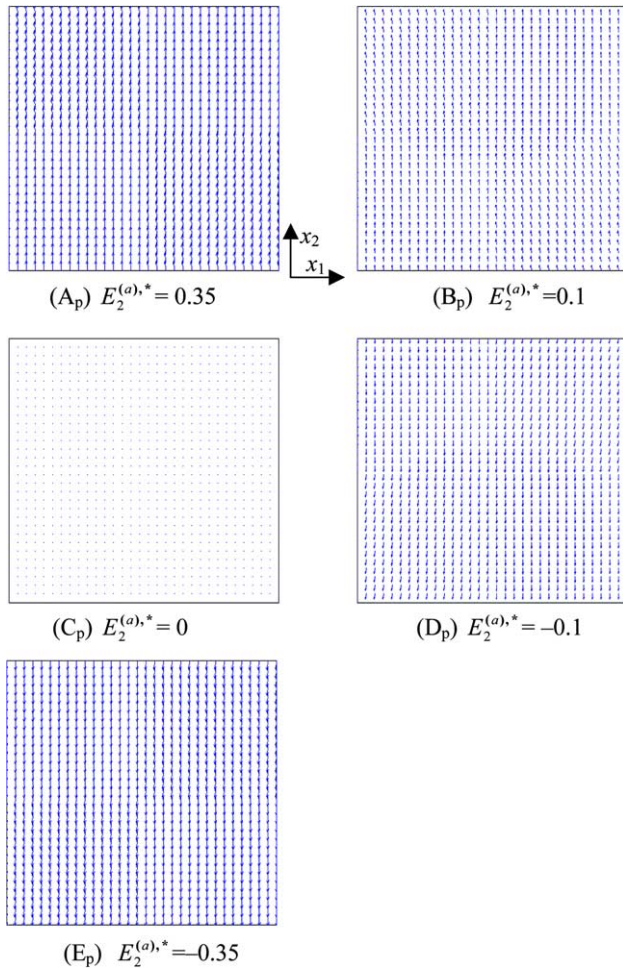 x₂
x₁
(Aₚ) E₂⁽ᵃ⁾,* = 0.35
(Bₚ) E₂⁽ᵃ⁾,* =0.1
(Cₚ) E₂⁽ᵃ⁾,* = 0
(Dₚ) E₂⁽ᵃ⁾,* = –0.1
(Eₚ) E₂⁽ᵃ⁾,* =–0.35